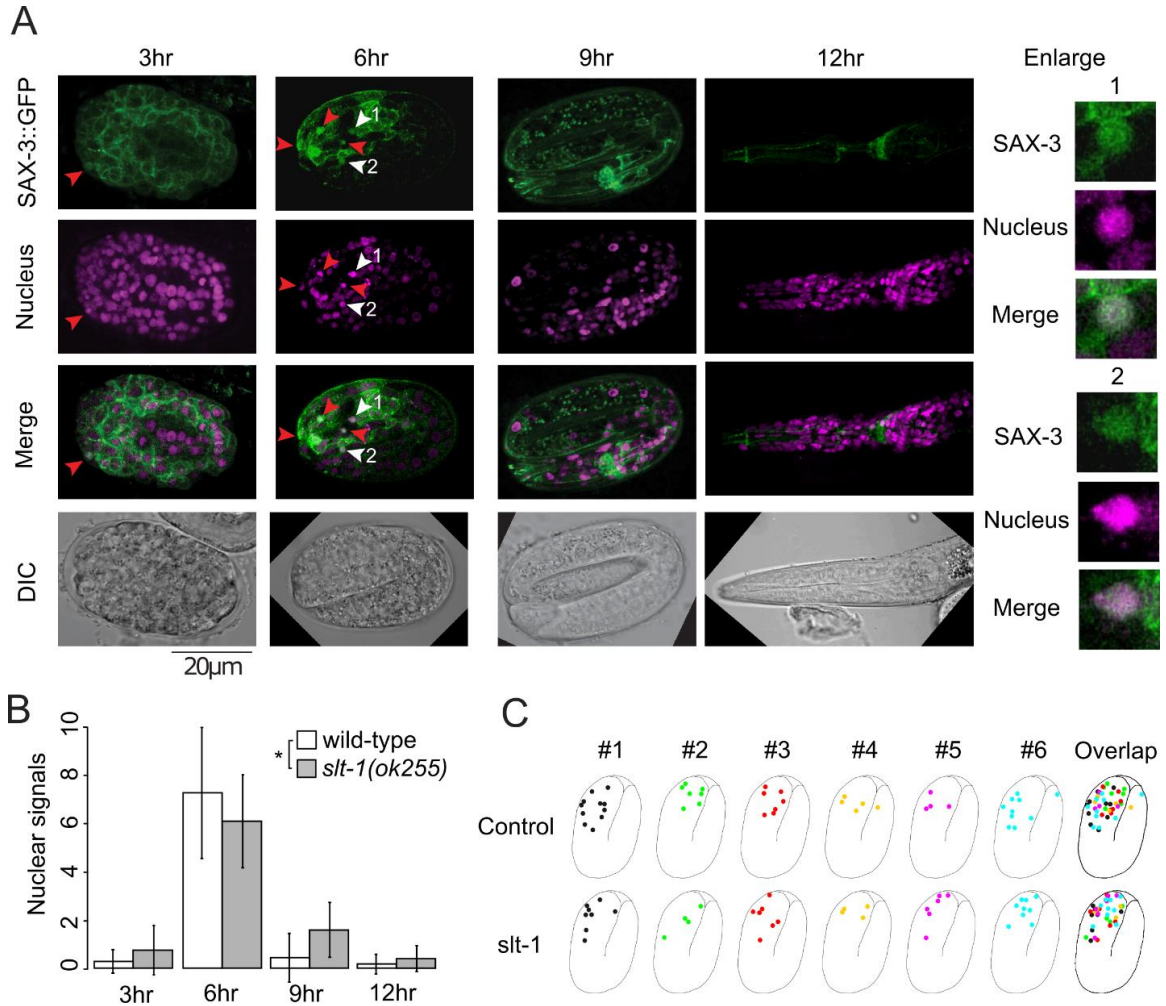 A
3hr 6hr 9hr 12hr Enlarge
1
SAX-3::GFP
1
2
SAX-3
Nucleus
1
2
Nucleus
Merge
1
2
Merge
2
SAX-3
DIC
Nucleus
Merge
20µm
B
10
8
6
4
2
0
Nuclear signals
* wild-type
slt-1(ok255)
3hr 6hr 9hr 12hr
C
#1 #2 #3 #4 #5 #6 Overlap
Control
slt-1